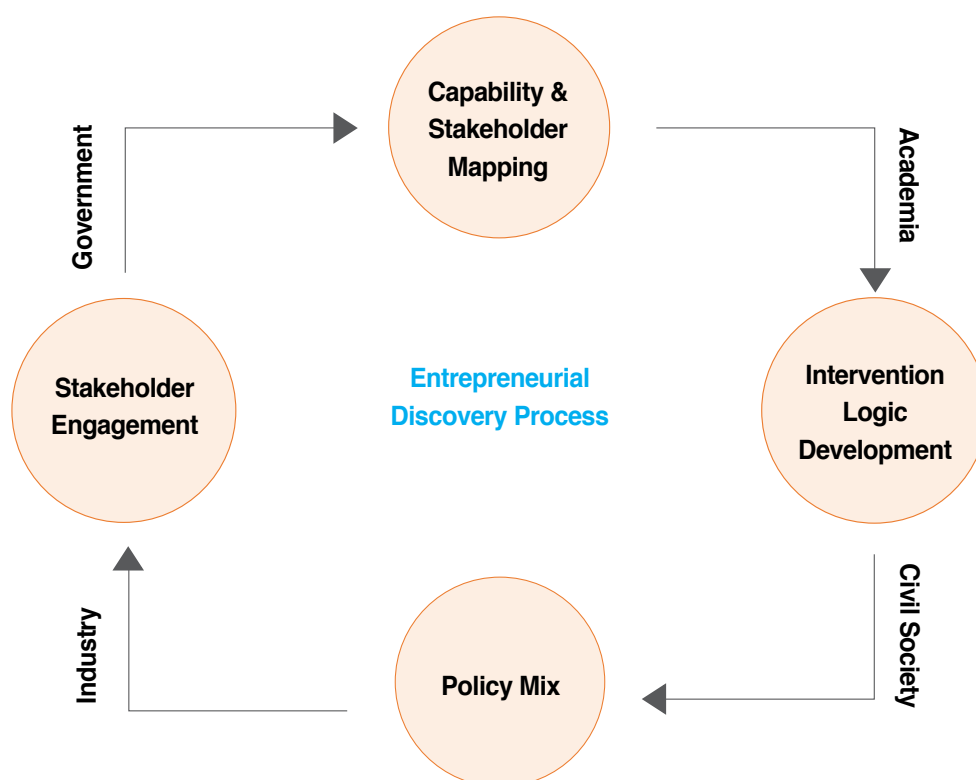 Capability &
Stakeholder
Mapping
Government
Academia
Stakeholder
Engagement
Entrepreneurial
Discovery Process
Intervention
Logic
Development
Industry
Civil Society
Policy Mix